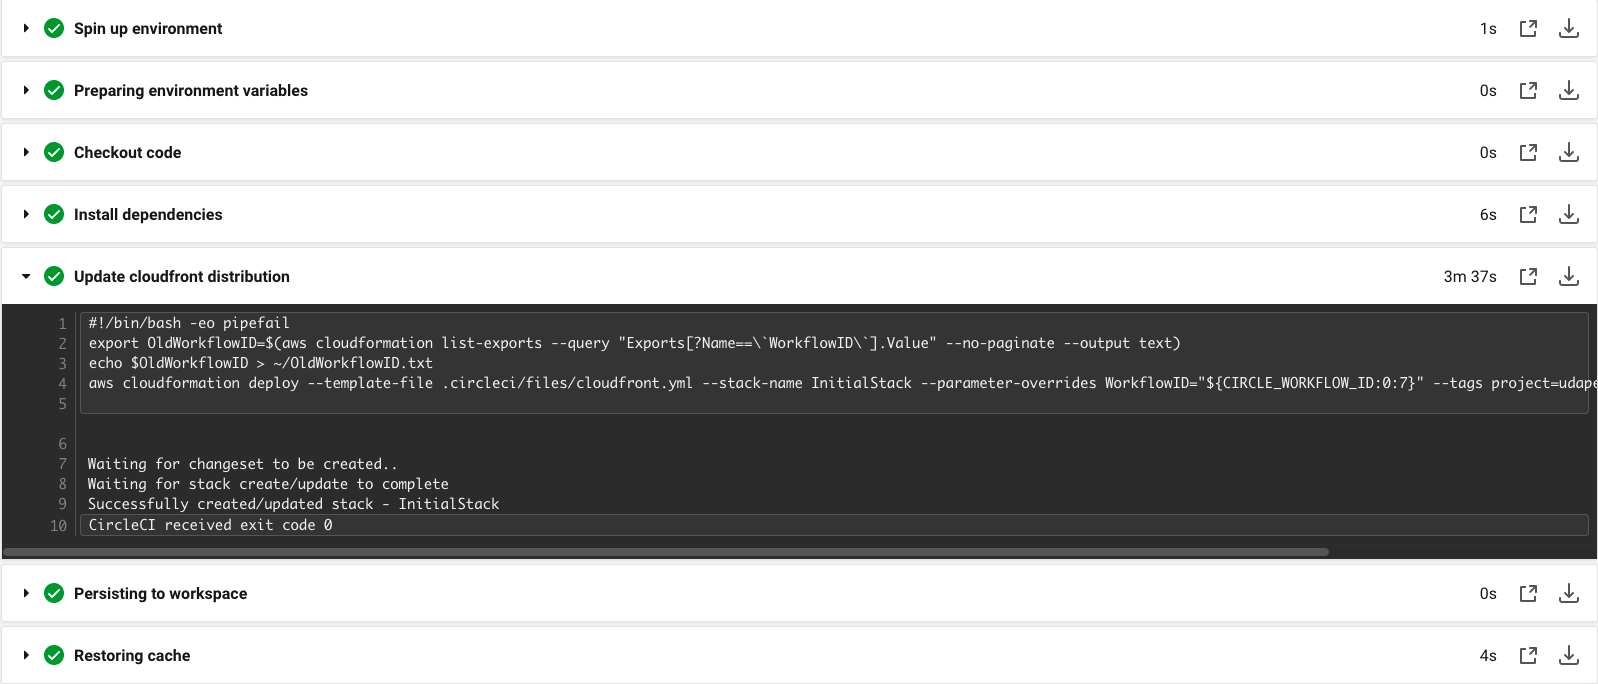 Spin up environment 1s
Preparing environment variables 0s
Checkout code 0s
Install dependencies 6s
Update cloudfront distribution 3m 37s
1 #!/bin/bash -eo pipefail
2 export OldWorkflowID=$(aws cloudformation list-exports --query "Exports[?Name==\`WorkflowID\`].Value" --no-paginate --output text)
3 echo $OldWorkflowID > ~/OldWorkflowID.txt
4 aws cloudformation deploy --template-file .circleci/files/cloudfront.yml --stack-name InitialStack --parameter-overrides WorkflowID="${CIRCLE_WORKFLOW_ID:0:7}" --tags project=udape
5
6
7 Waiting for changeset to be created..
8 Waiting for stack create/update to complete
9 Successfully created/updated stack - InitialStack
10 CircleCI received exit code 0
Persisting to workspace 0s
Restoring cache 4s